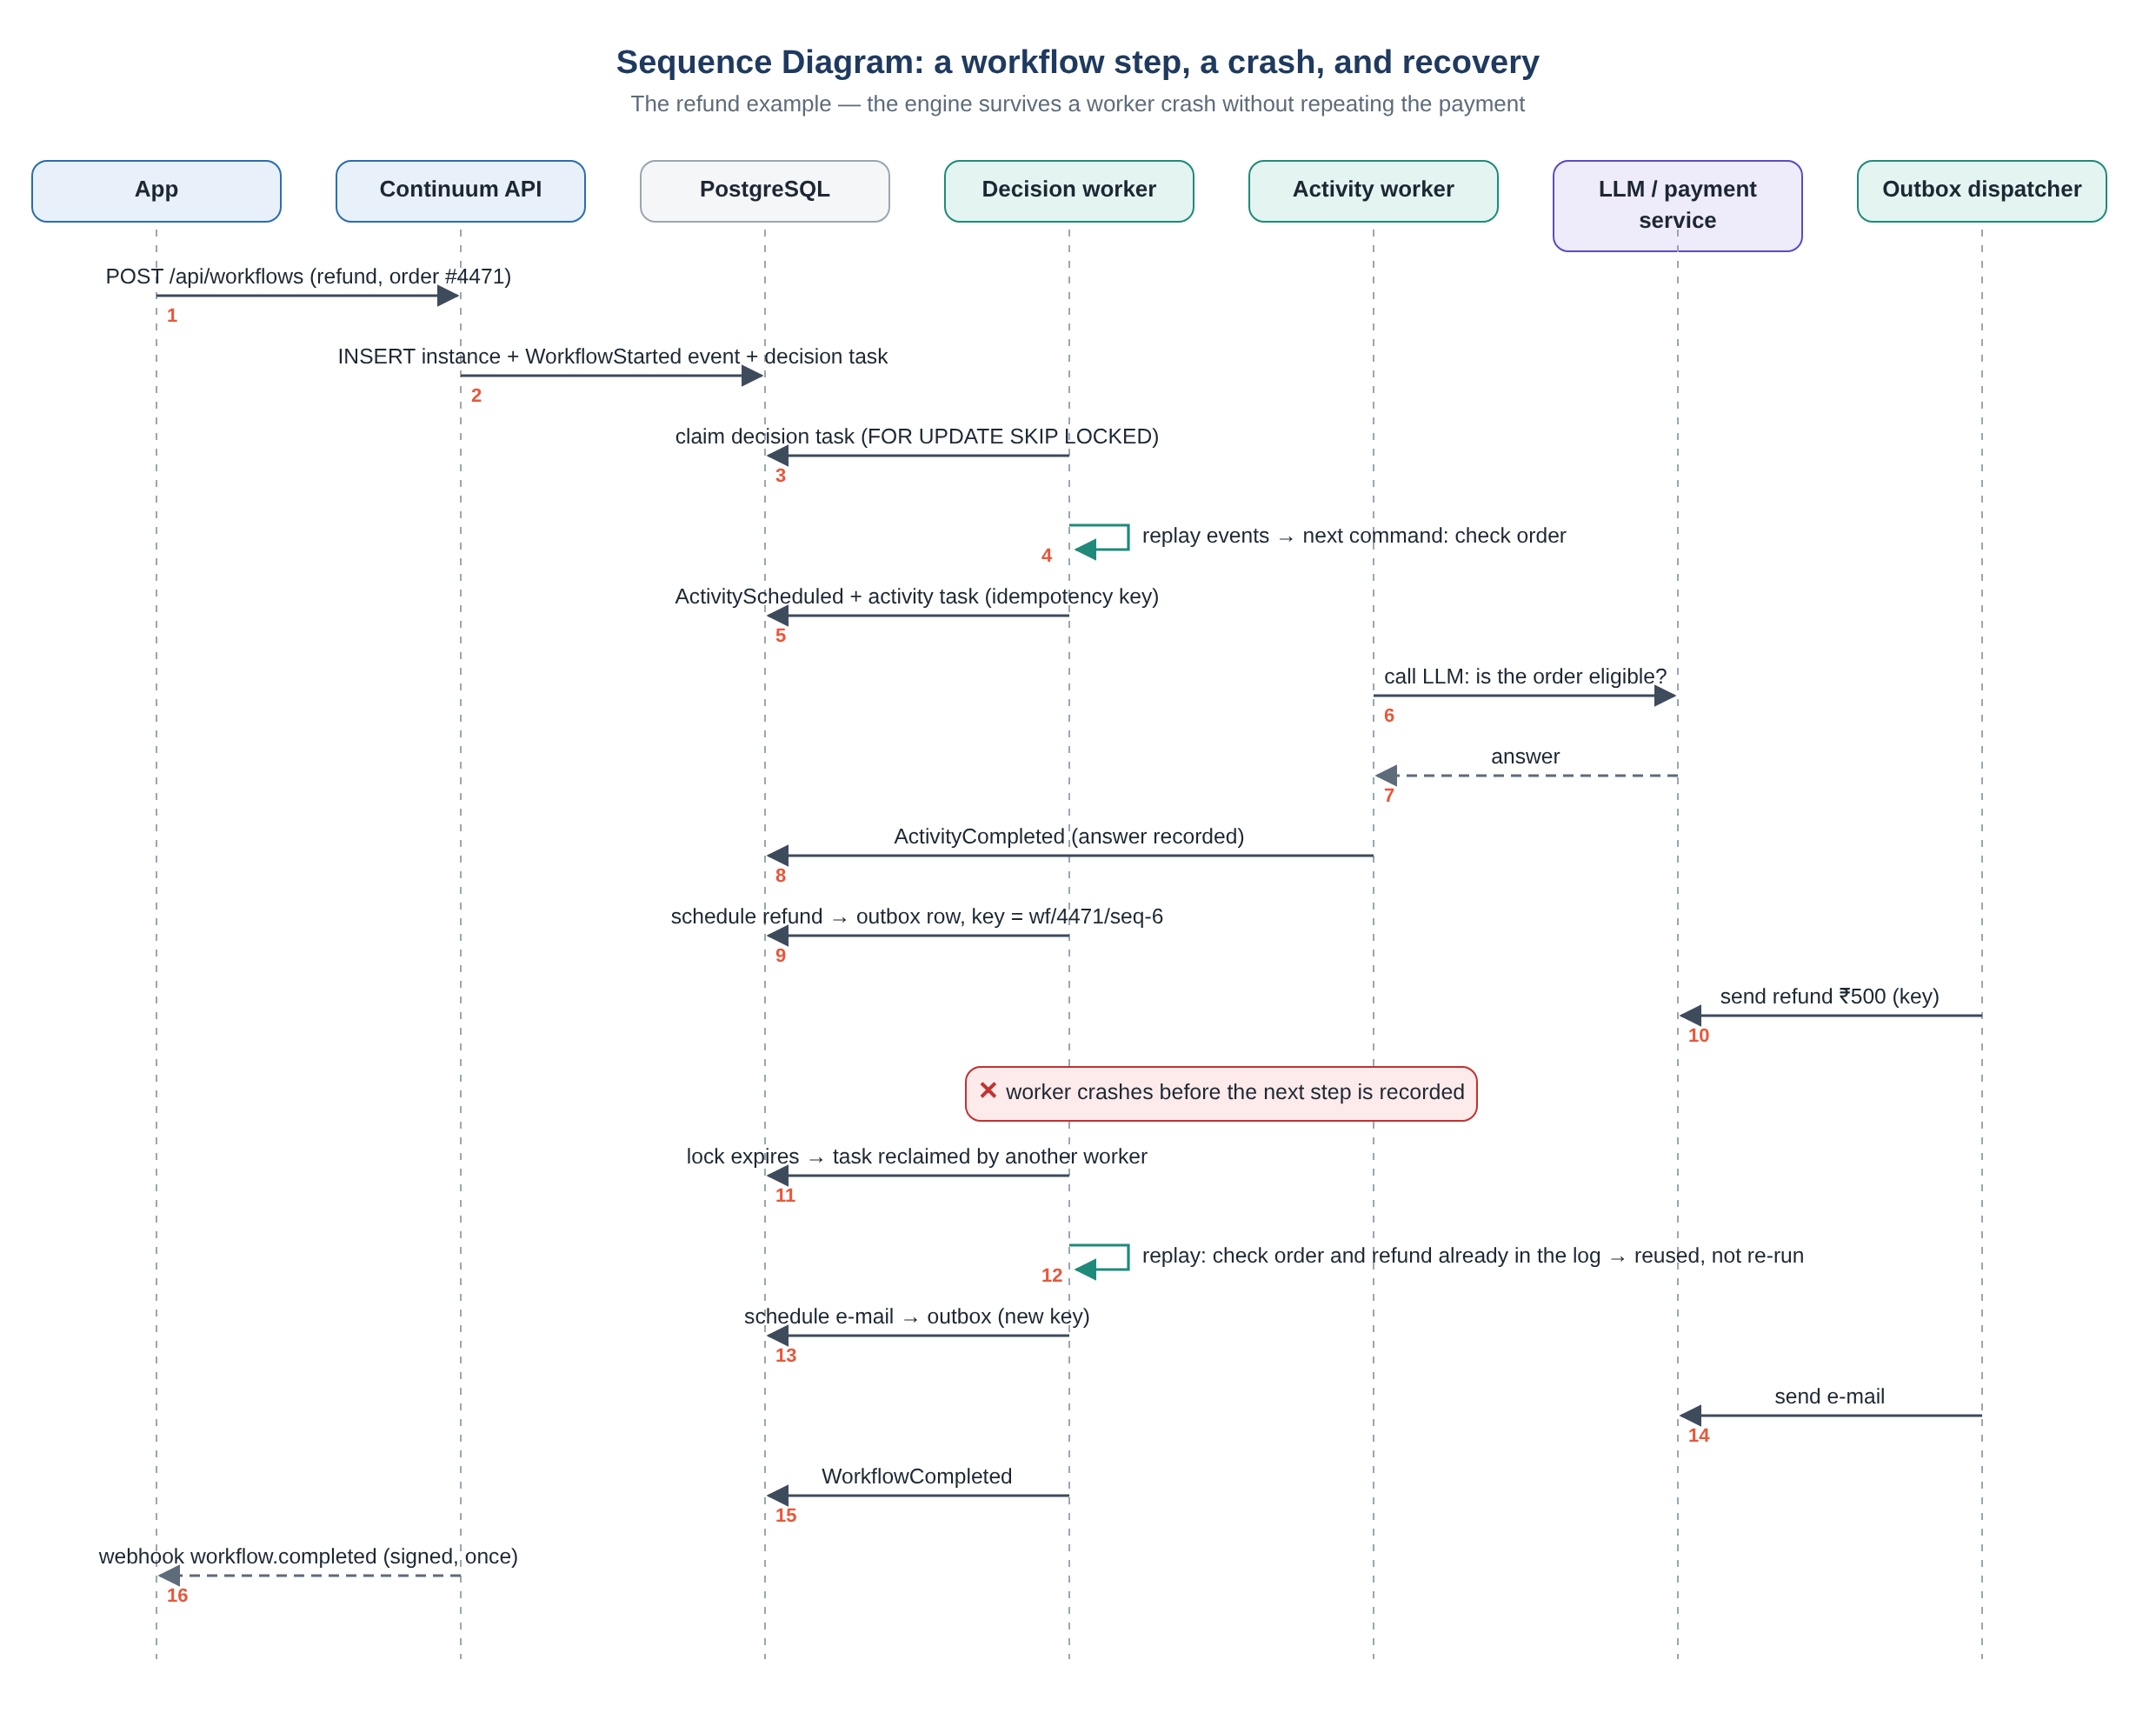 Sequence Diagram: a workflow step, a crash, and recovery
The refund example — the engine survives a worker crash without repeating the payment
App
Continuum API
PostgreSQL
Decision worker
Activity worker
LLM / payment
service
Outbox dispatcher
POST /api/workflows (refund, order #4471)
1
INSERT instance + WorkflowStarted event + decision task
2
claim decision task (FOR UPDATE SKIP LOCKED)
3
replay events → next command: check order
4
ActivityScheduled + activity task (idempotency key)
5
call LLM: is the order eligible?
6
answer
7
ActivityCompleted (answer recorded)
8
schedule refund → outbox row, key = wf/4471/seq-6
9
send refund ₹500 (key)
10
✕ worker crashes before the next step is recorded
lock expires → task reclaimed by another worker
11
replay: check order and refund already in the log → reused, not re-run
12
schedule e-mail → outbox (new key)
13
send e-mail
14
WorkflowCompleted
15
webhook workflow.completed (signed, once)
16